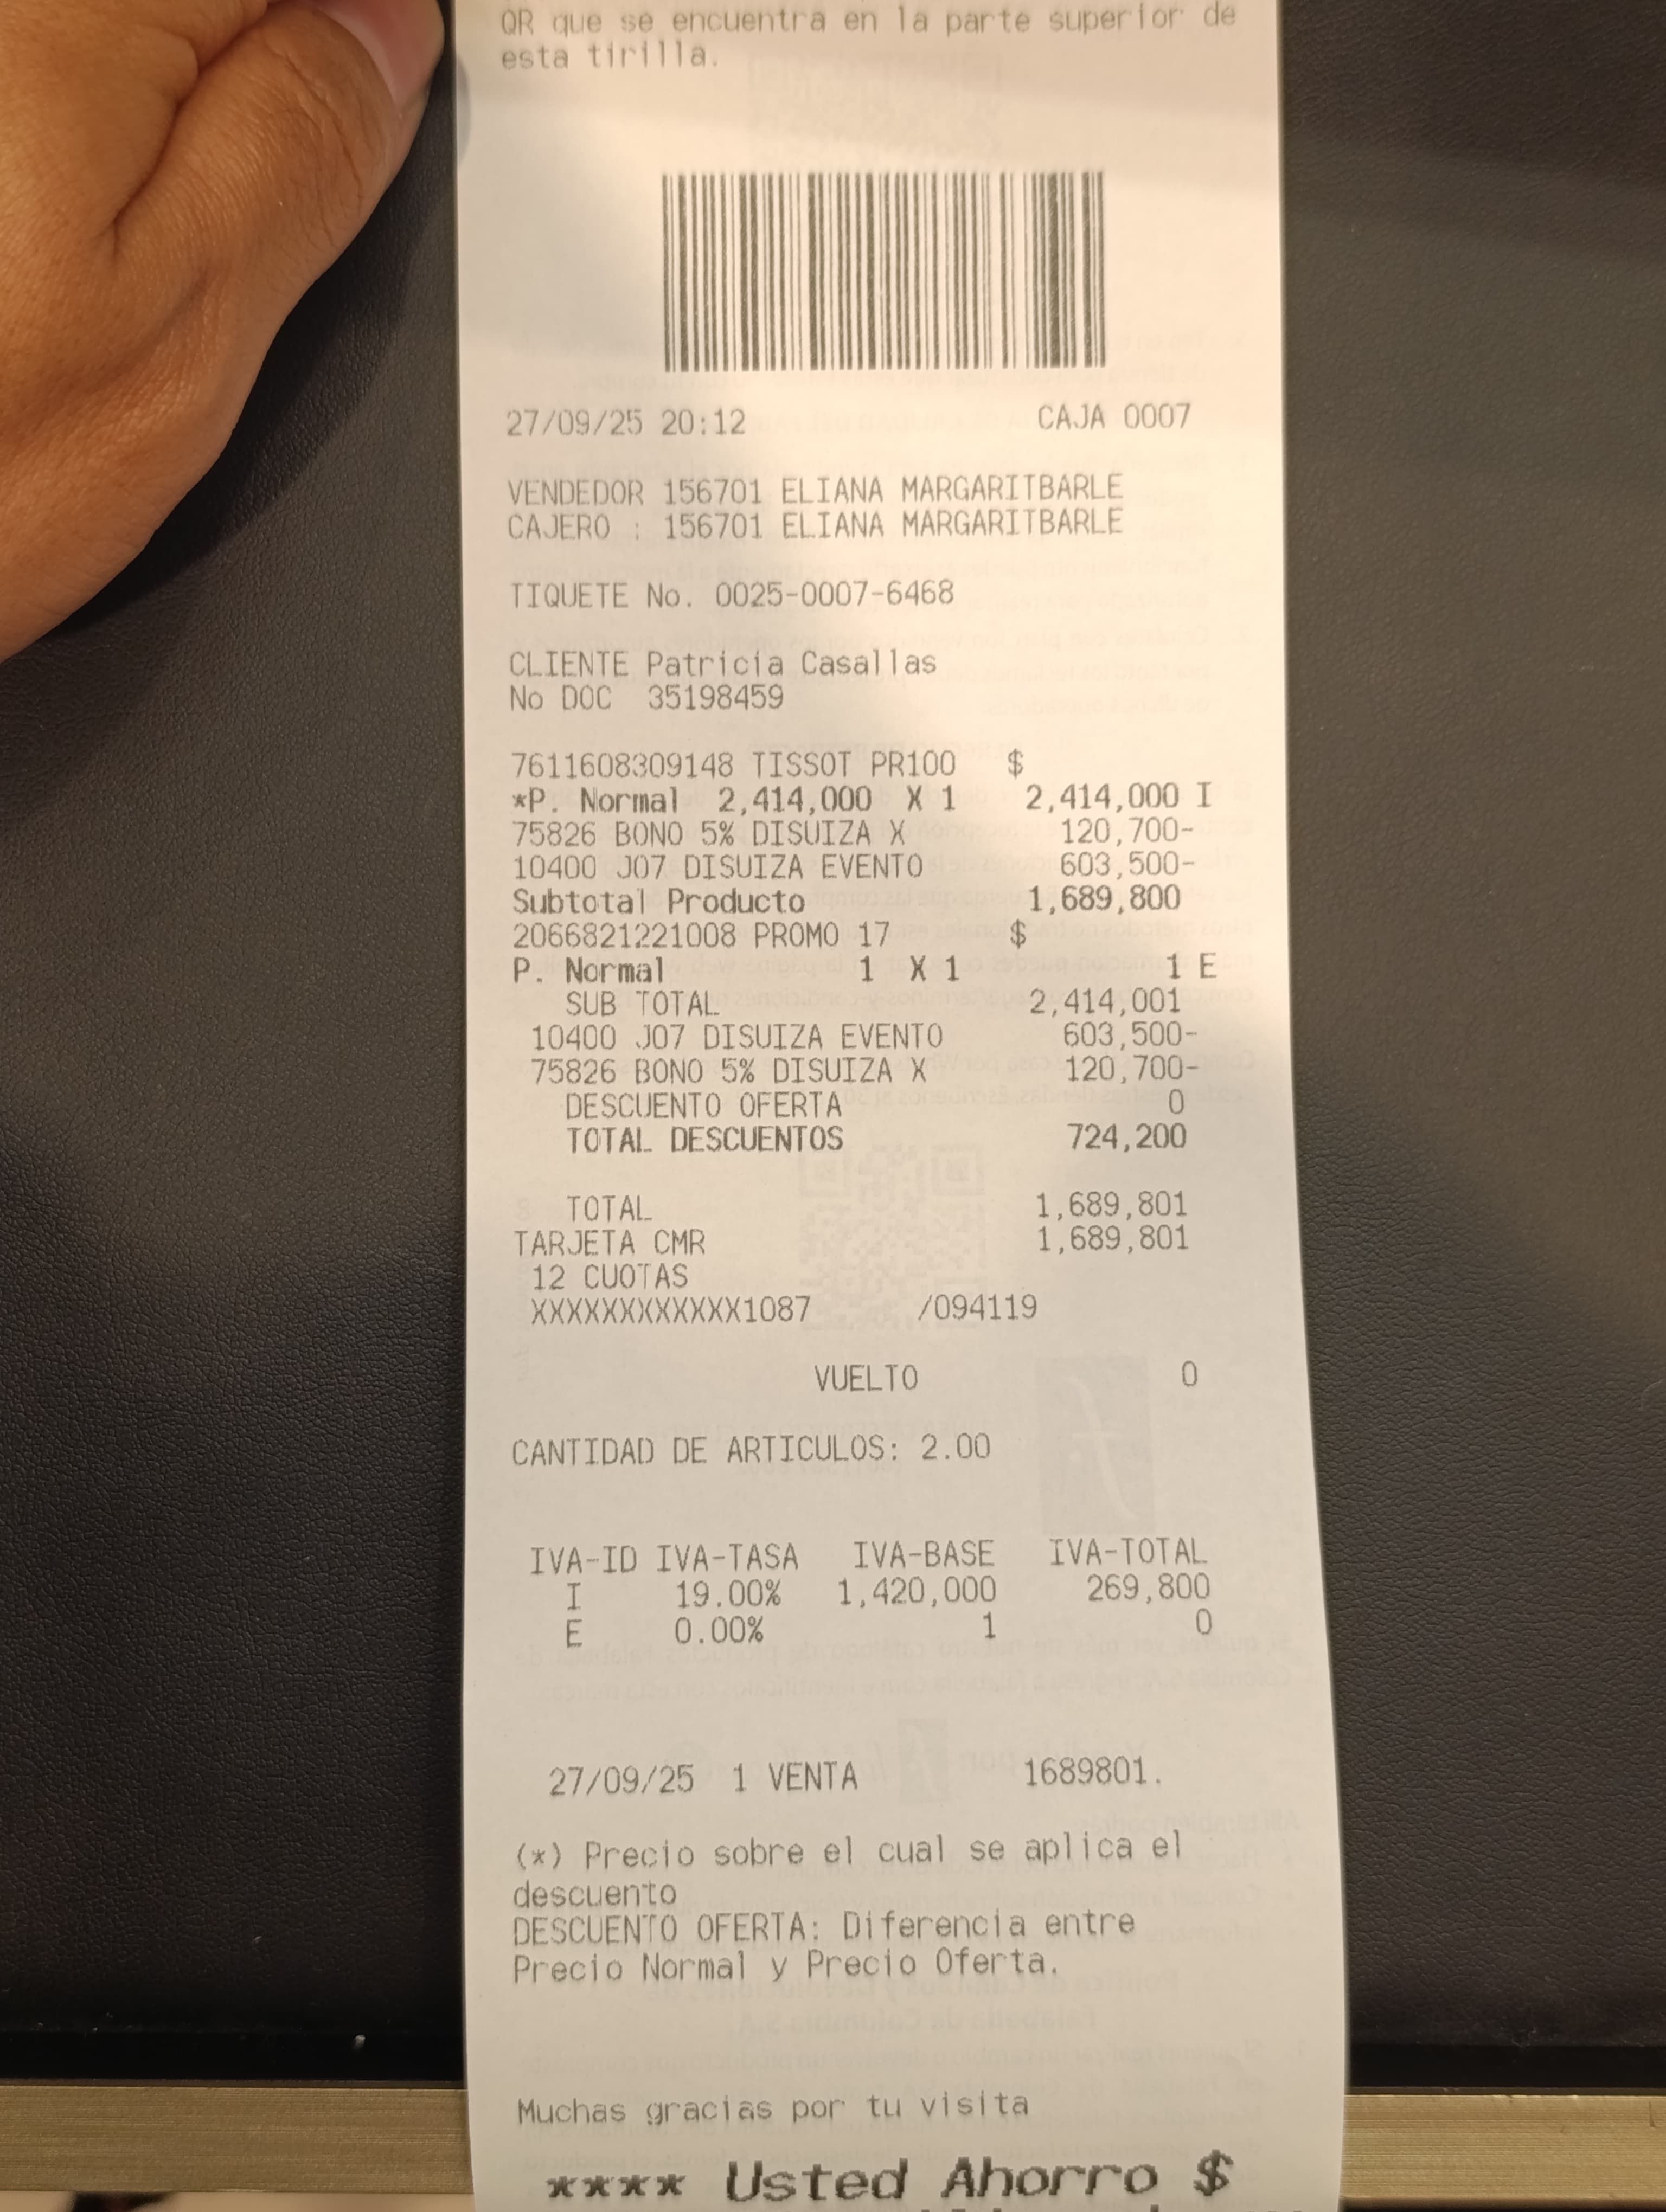 QR que se encuentra en la parte superior de
esta tirilla.
27/09/25 20:12 CAJA 0007
VENDEDOR 156701 ELIANA MARGARITBARLE
CAJERO : 156701 ELIANA MARGARITBARLE
TIQUETE No. 0025-0007-6468
CLIENTE Patricia Casallas
No DOC 35198459
7611608309148 TISSOT PR100 $
*P. Normal 2,414,000 X 1 2,414,000 I
75826 BONO 5% DISUIZA X 120,700-
10400 J07 DISUIZA EVENTO 603,500-
Subtotal Producto 1,689,800
2066821221008 PROMO 17 $
P. Normal 1 X 1 1 E
SUB TOTAL 2,414,001
10400 J07 DISUIZA EVENTO 603,500-
75826 BONO 5% DISUIZA X 120,700-
DESCUENTO OFERTA 0
TOTAL DESCUENTOS 724,200
TOTAL 1,689,801
TARJETA CMR 1,689,801
12 CUOTAS
XXXXXXXXXXXX1087 /094119
VUELTO 0
CANTIDAD DE ARTICULOS: 2.00
IVA-ID IVA-TASA IVA-BASE IVA-TOTAL
I 19.00% 1,420,000 269,800
E 0.00% 1 0
27/09/25 1 VENTA 1689801.
(*) Precio sobre el cual se aplica el
descuento
DESCUENTO OFERTA: Diferencia entre
Precio Normal y Precio Oferta.
Muchas gracias por tu visita
**** Usted Ahorro $